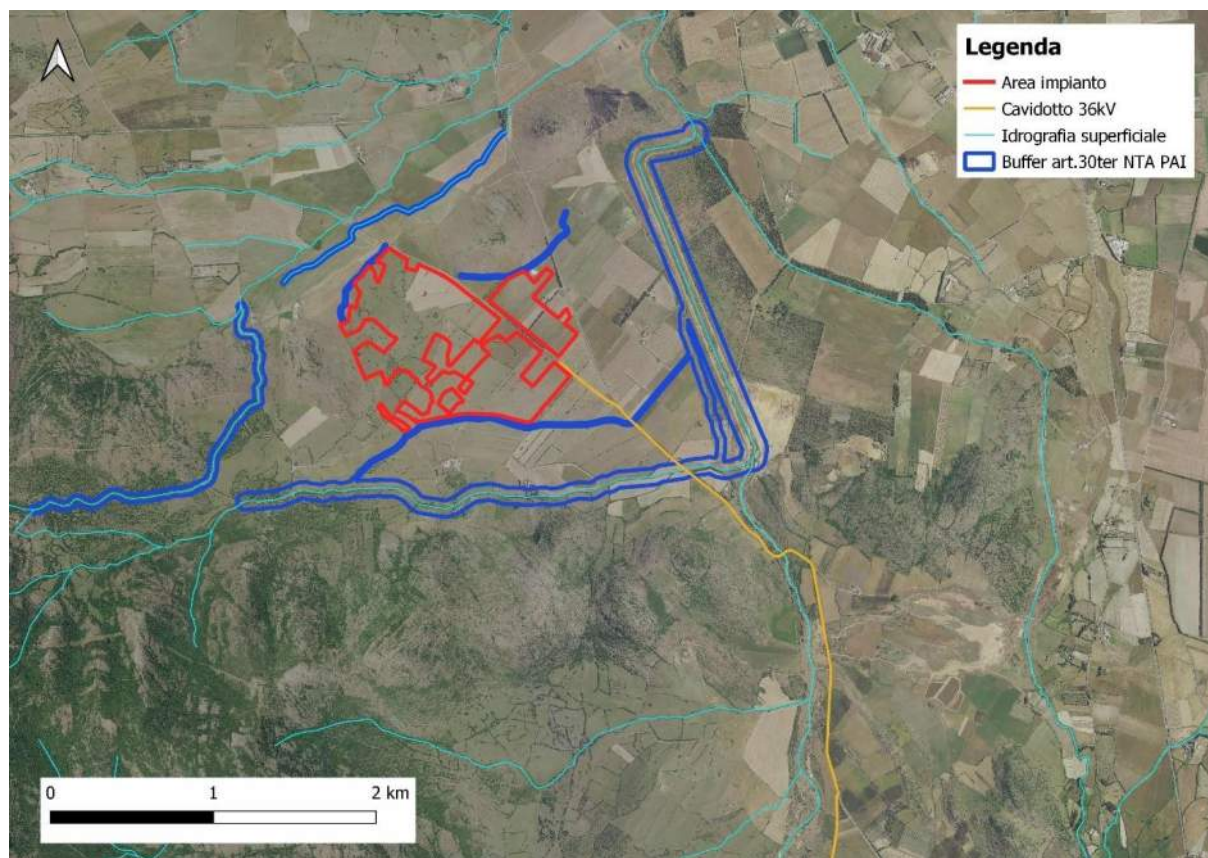 Legenda
Area impianto
Cavidotto 36kV
Idrografia superficiale
Buffer art.30ter NTA PAI
0 1 2 km